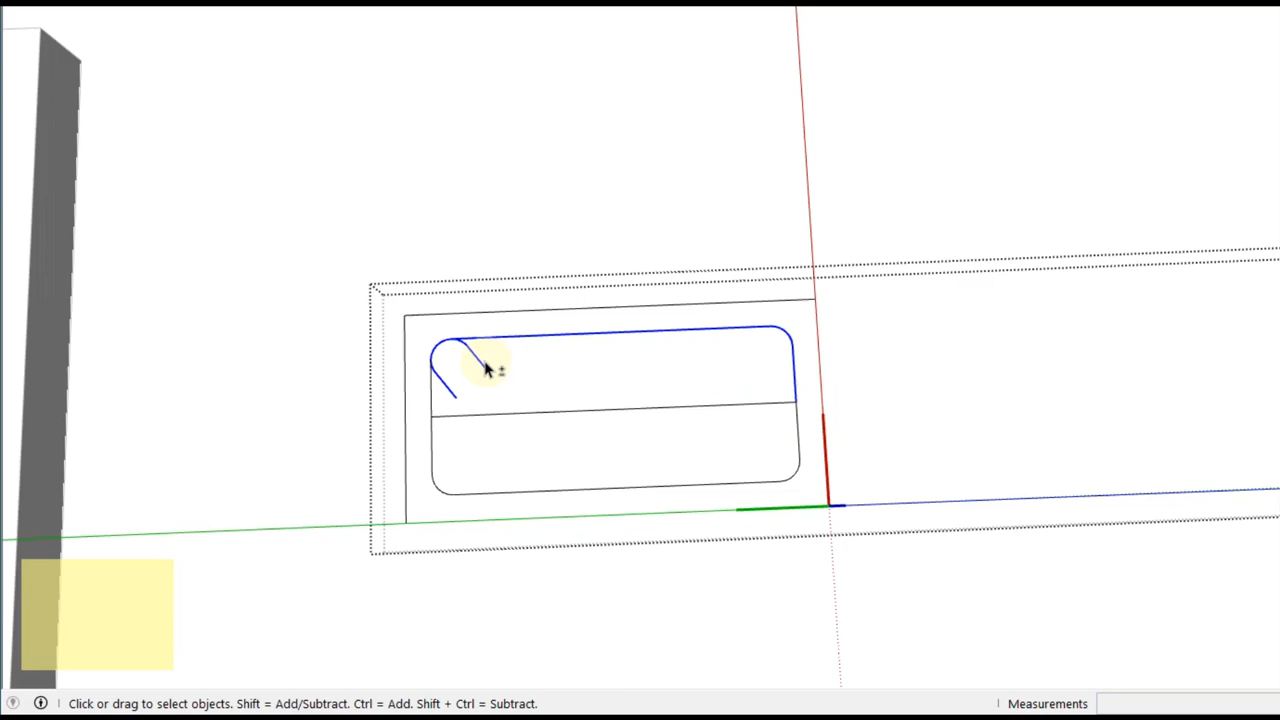 Click or drag to select objects. Shift = Add/Subtract. Ctrl = Add. Shift + Ctrl = Subtract.
Measurements